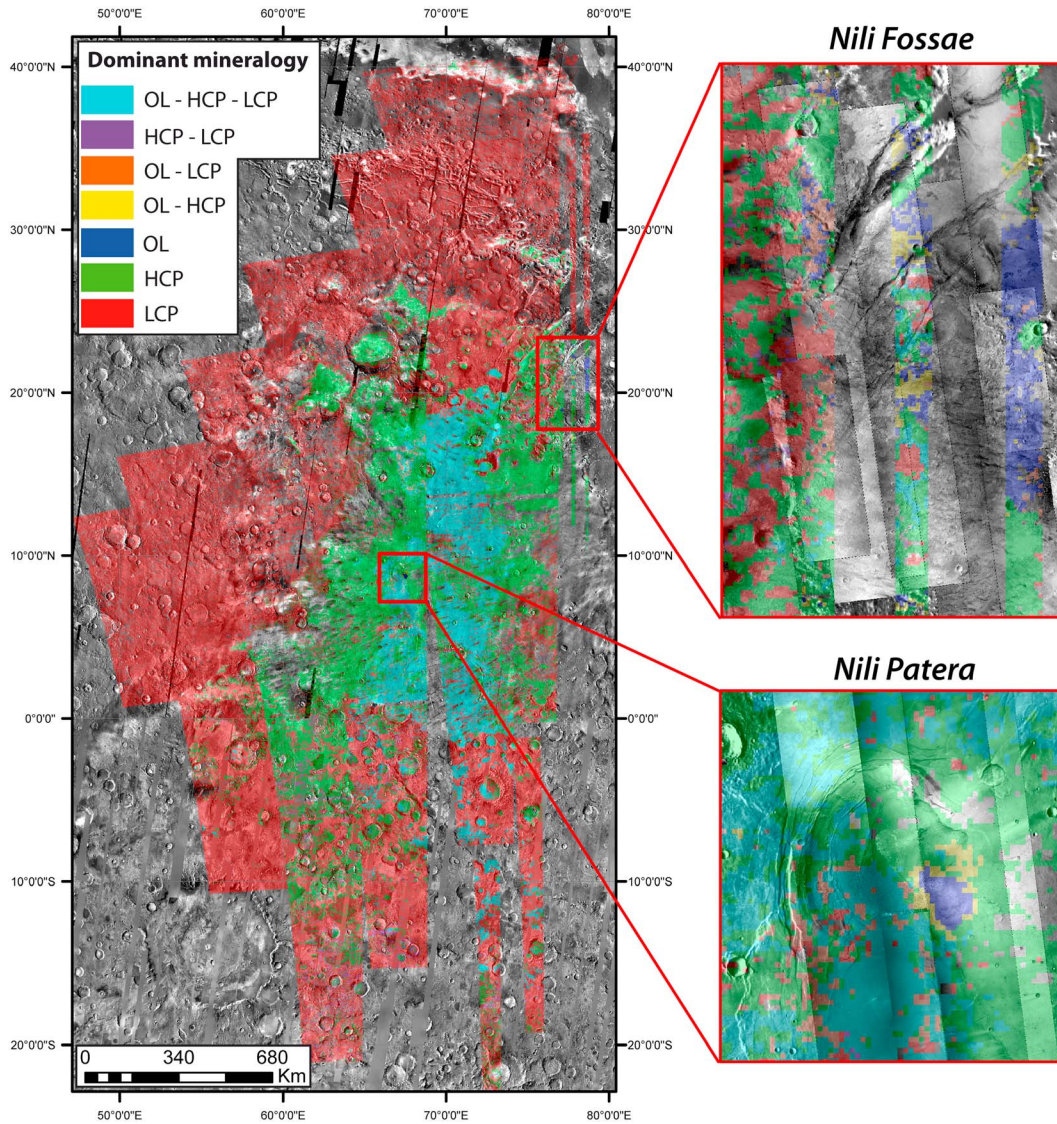 50°0'0"E 60°0'0"E 70°0'0"E 80°0'0"E
Dominant mineralogy
OL - HCP - LCP
HCP - LCP
OL - LCP
OL - HCP
OL
HCP
LCP
40°0'0"N 40°0'0"N
30°0'0"N 30°0'0"N
20°0'0"N 20°0'0"N
10°0'0"N 10°0'0"N
0°0'0" 0°0'0"
10°0'0"S 10°0'0"S
20°0'0"S 20°0'0"S
0 340 680
Km
50°0'0"E 60°0'0"E 70°0'0"E 80°0'0"E
Nili Fossae
Nili Patera